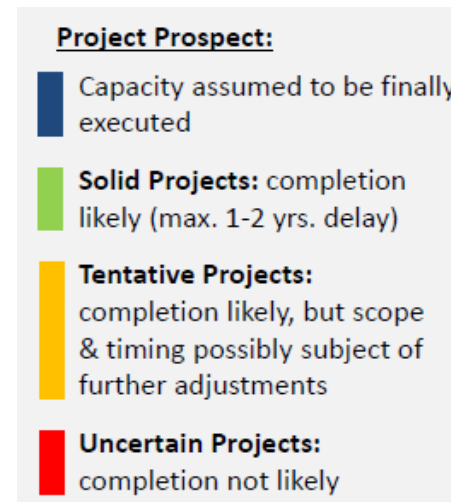 Project Prospect:
Capacity assumed to be finally
executed
Solid Projects: completion
likely (max. 1-2 yrs. delay)
Tentative Projects:
completion likely, but scope
& timing possibly subject of
further adjustments
Uncertain Projects:
completion not likely